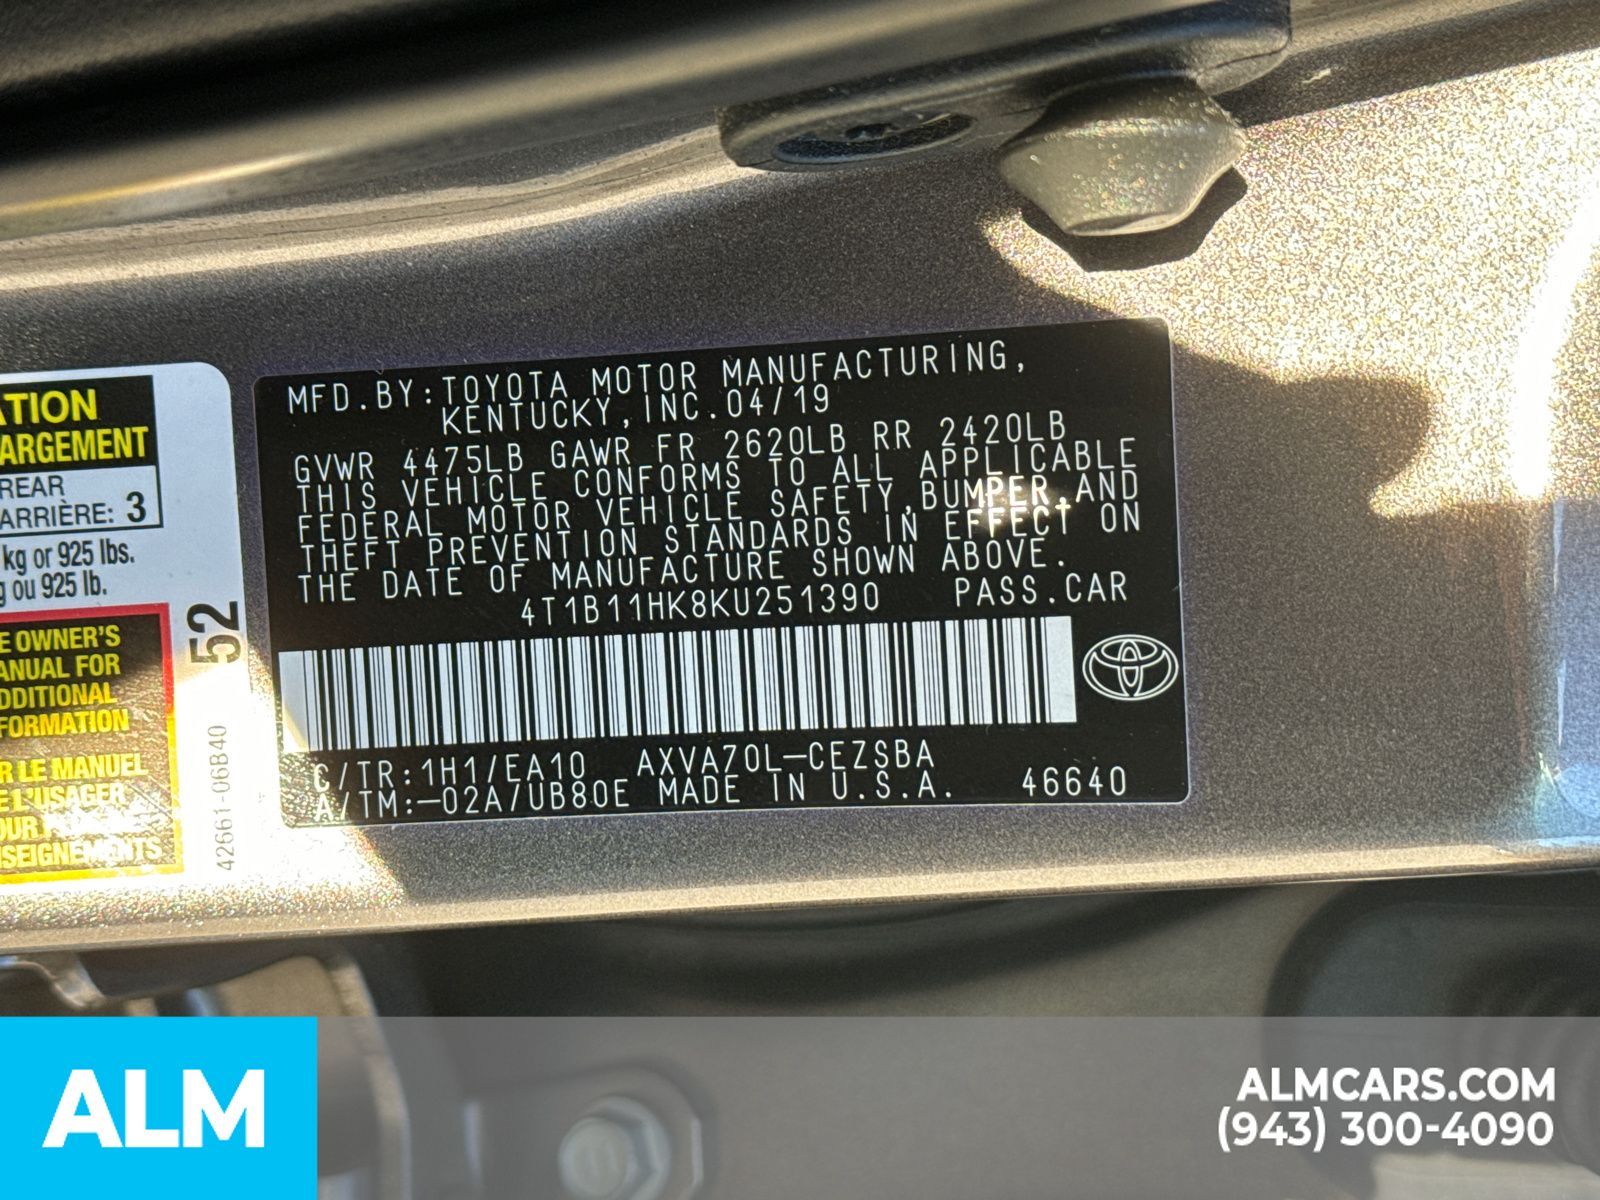 ATION
ARGEMENT
REAR
ARRIÈRE: 3
kg or 925 lbs.
ou 925 lb.
E OWNER'S
ANUAL FOR
DDITIONAL
FORMATION
R LE MANUEL
E L'USAGER
OUR
SEIGNEMENTS
52
42661-06B40
MFD.BY:TOYOTA MOTOR MANUFACTURING,
KENTUCKY,INC.04/19
GVWR 4475LB GAWR FR 2620LB RR 2420LB
THIS VEHICLE CONFORMS TO ALL APPLICABLE
FEDERAL MOTOR VEHICLE SAFETY,BUMPER,AND
THEFT PREVENTION STANDARDS IN EFFECT ON
THE DATE OF MANUFACTURE SHOWN ABOVE.
4T1B11HK8KU251390 PASS.CAR
C/TR:1H1/EA10 AXVA70L-CEZSBA
A/TM:-02A/UB80E MADE IN U.S.A. 46640
ALM
ALMCARS.COM
(943) 300-4090